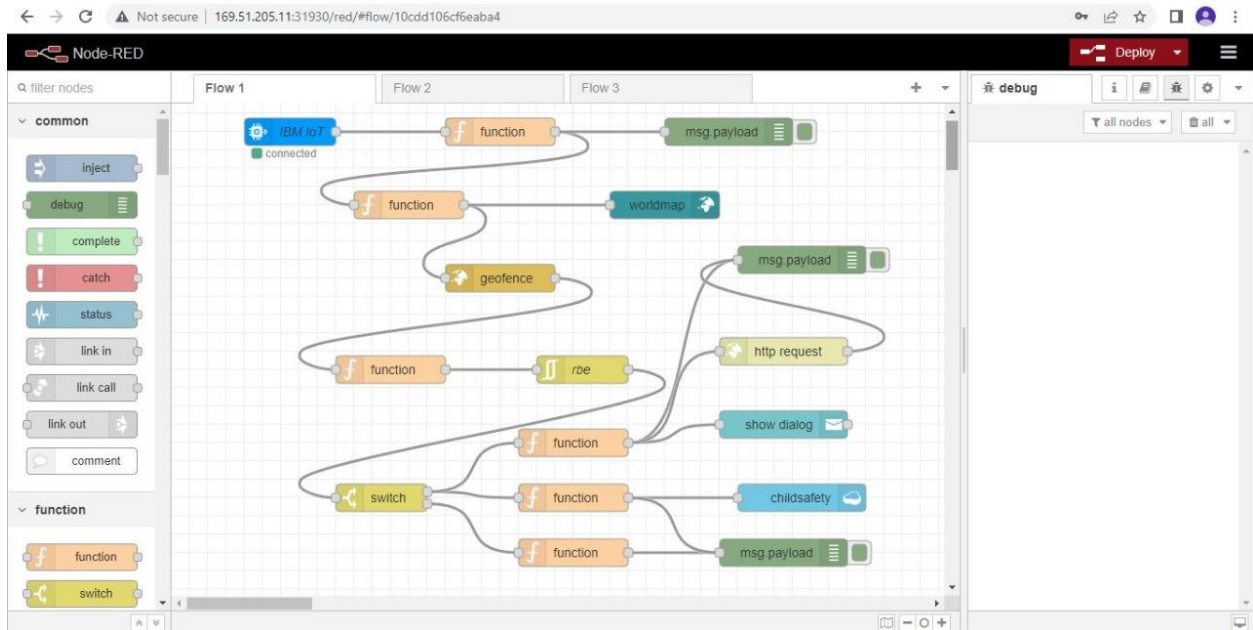 Not secure 169.51.205.11:31930/red/#flow/10cdd106cf6eaba4
Node-RED
Deploy
filter nodes
Flow 1
Flow 2
Flow 3
debug
i
all nodes
all
common
inject
debug
complete
catch
status
link in
link call
link out
comment
function
function
switch
IBM IoT
connected
function
msg.payload
function
worldmap
geofence
msg.payload
http request
function
rbe
show dialog
function
switch
function
childsafety
function
msg.payload